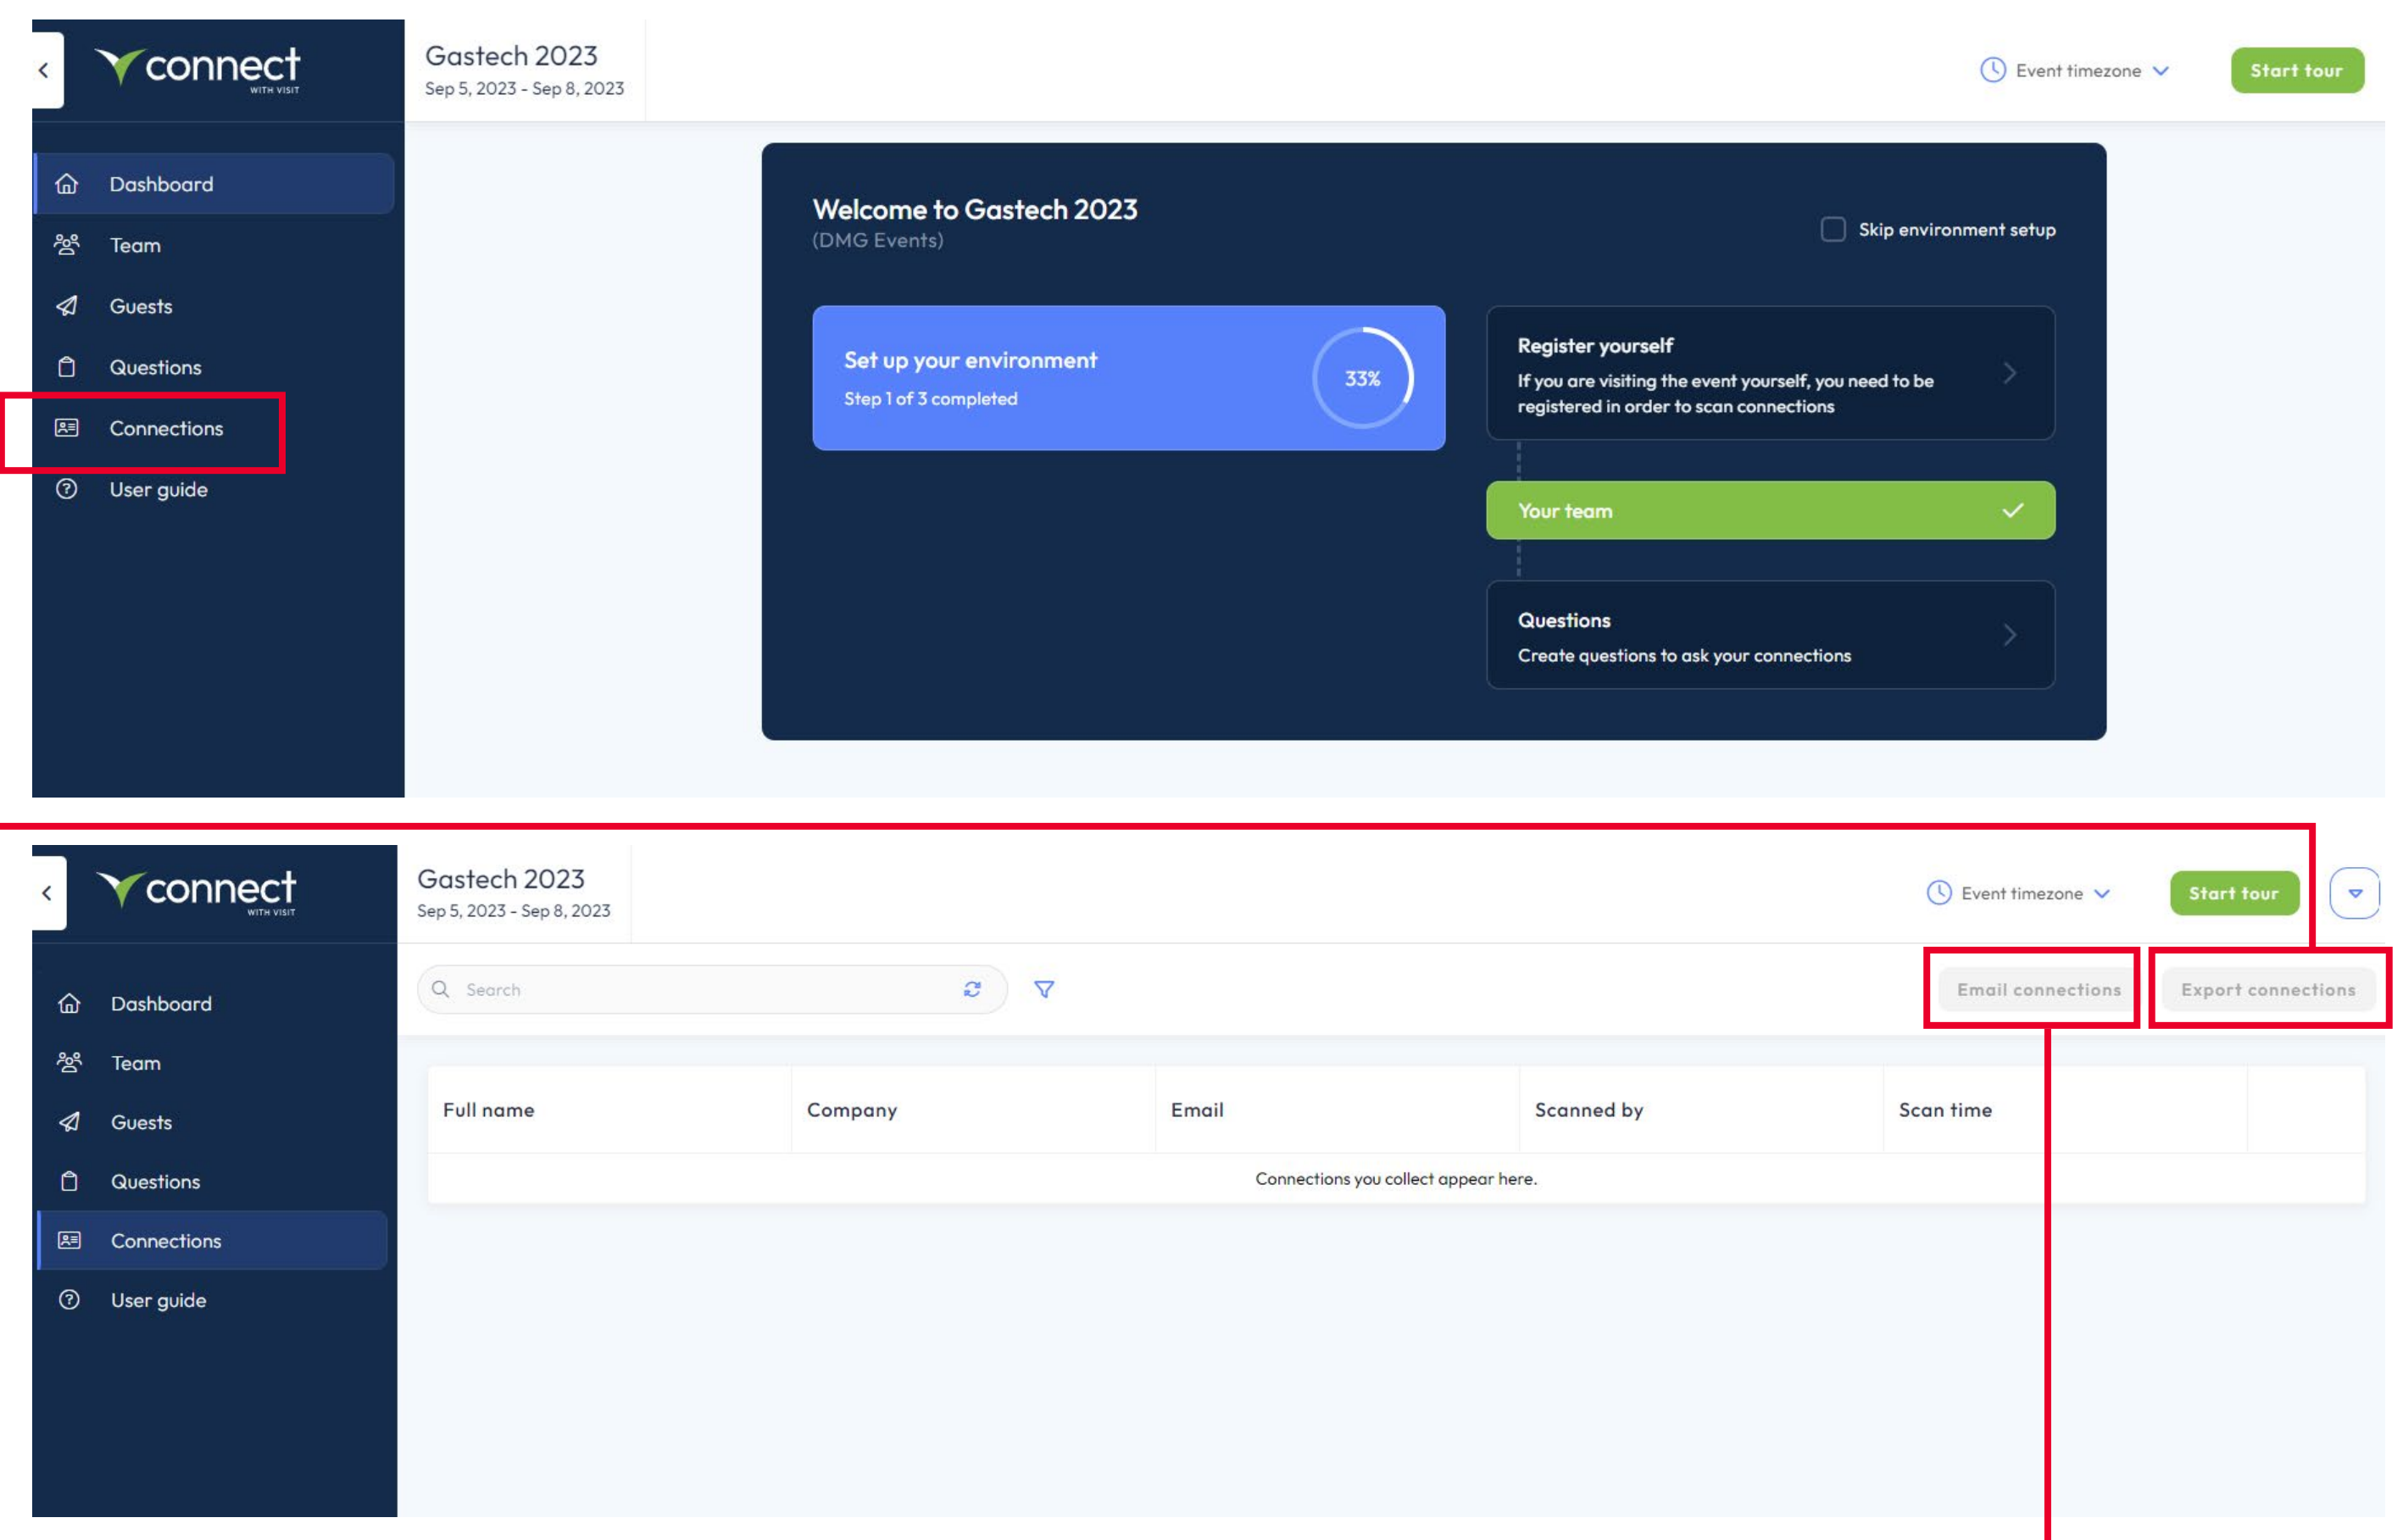 connect
WITH VISIT
Gastech 2023
Sep 5, 2023 - Sep 8, 2023
Event timezone
Start tour
Dashboard
Team
Guests
Questions
Connections
User guide
Welcome to Gastech 2023
(DMG Events)
Skip environment setup
Set up your environment
Step 1 of 3 completed
33%
Register yourself
If you are visiting the event yourself, you need to be
registered in order to scan connections
Your team
Questions
Create questions to ask your connections
connect
WITH VISIT
Gastech 2023
Sep 5, 2023 - Sep 8, 2023
Event timezone
Start tour
Dashboard
Team
Guests
Questions
Connections
User guide
Search
Email connections
Export connections
Full name
Company
Email
Scanned by
Scan time
Connections you collect appear here.